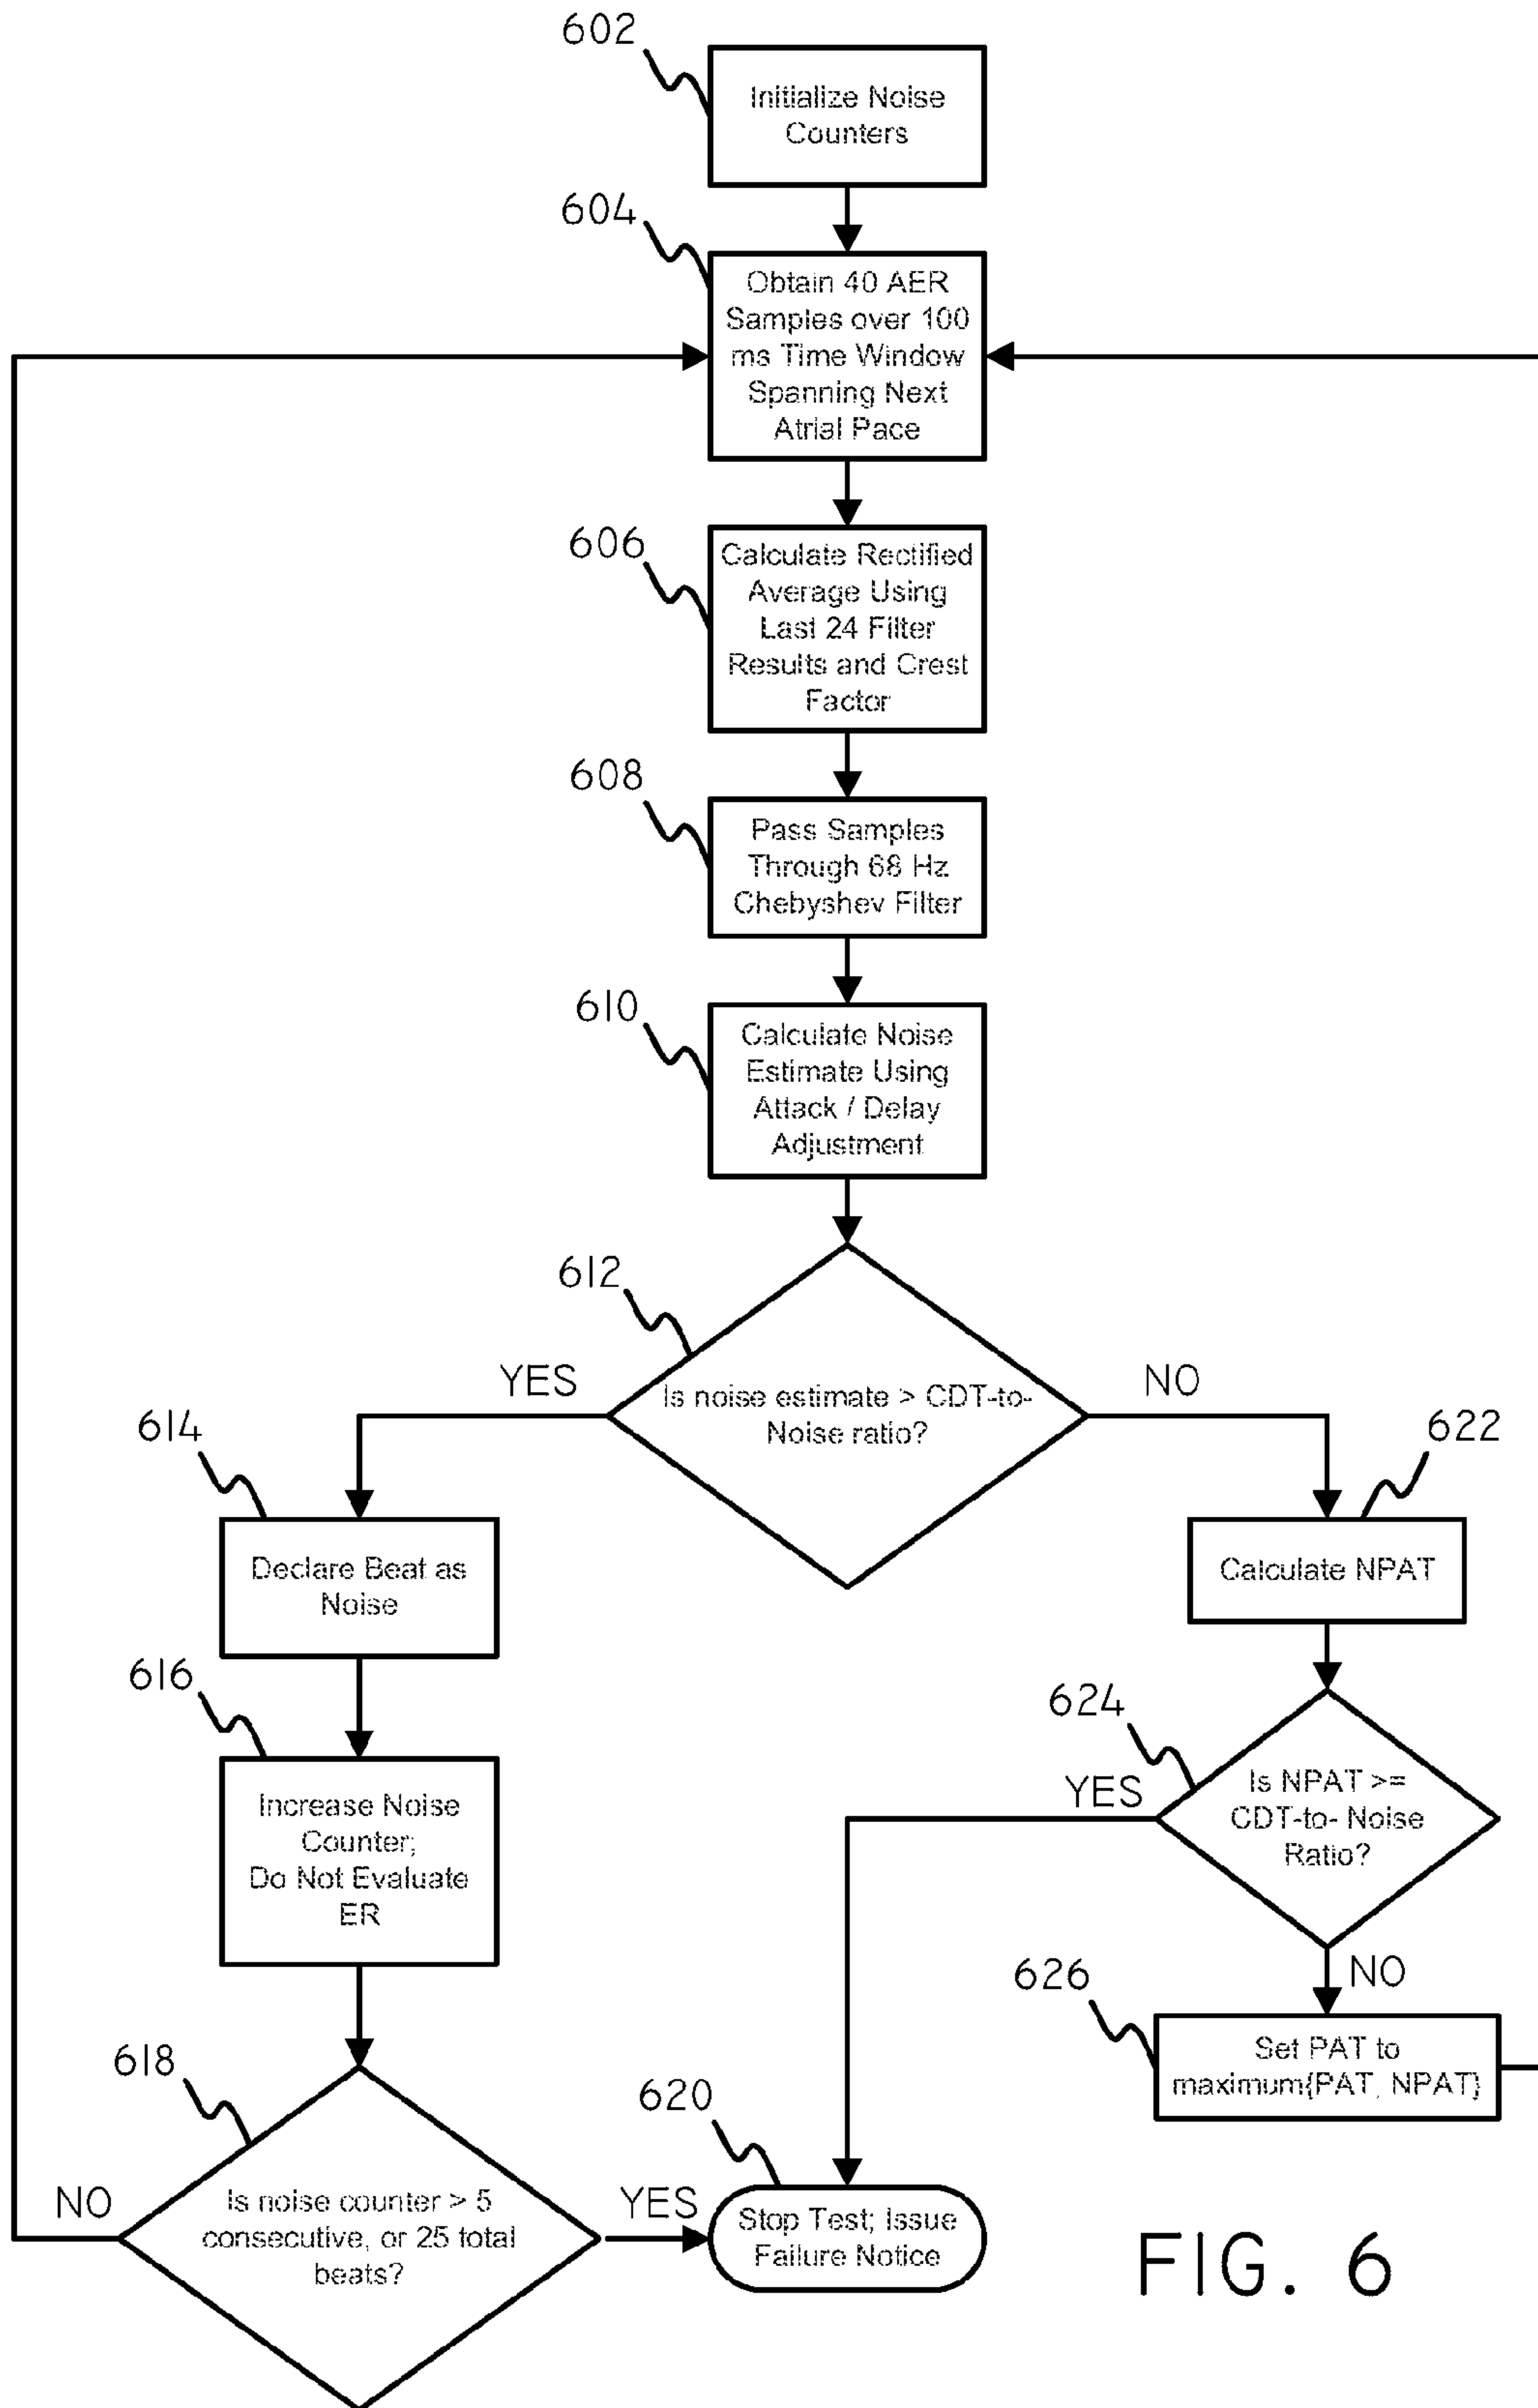 602
Initialize Noise
Counters
604
Obtain 40 AER
Samples over 100
ms Time Window
Spanning Next
Atrial Pace
606
Calculate Rectified
Average Using
Last 24 Filter
Results and Crest
Factor
608
Pass Samples
Through 68 Hz
Chebyshev Filter
610
Calculate Noise
Estimate Using
Attack / Delay
Adjustment
612
YES
Is noise estimate > CDT-to-
Noise ratio?
NO
614
Declare Beat as
Noise
622
Calculate NPAT
616
Increase Noise
Counter;
Do Not Evaluate
ER
624
YES
Is NPAT >=
CDT-to- Noise
Ratio?
NO
626
Set PAT to
maximum{PAT, NPAT}
618
NO
Is noise counter > 5
consecutive, or 25 total
beats?
YES
620
Stop Test; Issue
Failure Notice
FIG. 6